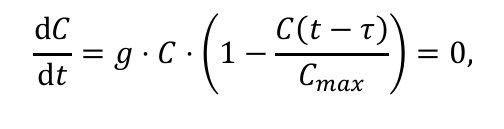 dC/dt = g · C · (1 − C(t − τ)/C_max) = 0,